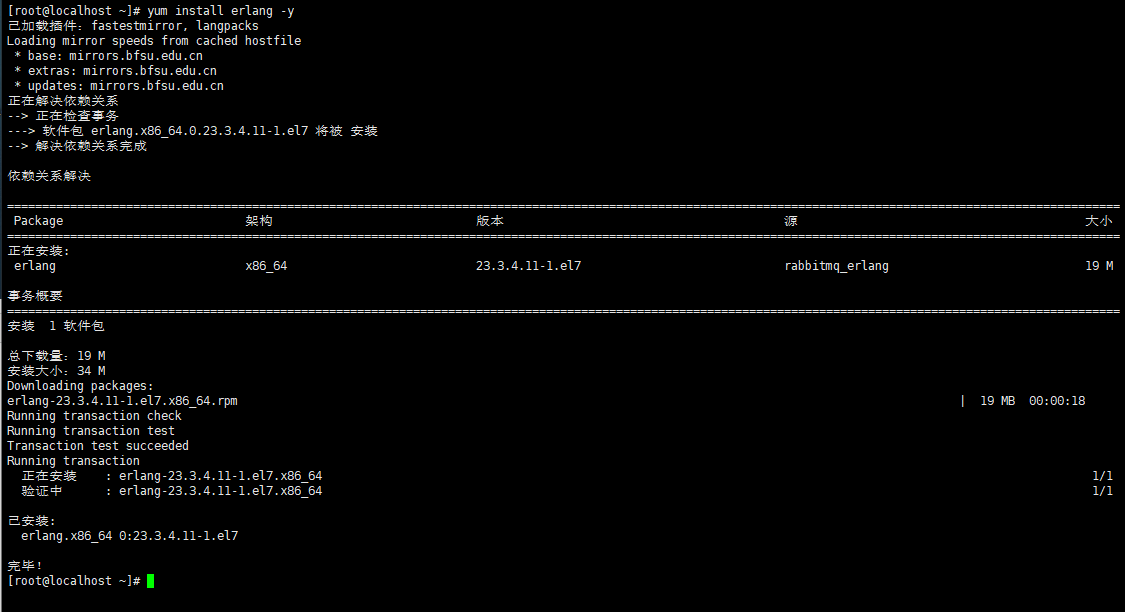 [root@localhost ~]# yum install erlang -y
已加载插件: fastestmirror, langpacks
Loading mirror speeds from cached hostfile
 * base: mirrors.bfsu.edu.cn
 * extras: mirrors.bfsu.edu.cn
 * updates: mirrors.bfsu.edu.cn
正在解决依赖关系
--> 正在检查事务
---> 软件包 erlang.x86_64.0.23.3.4.11-1.el7 将被 安装
--> 解决依赖关系完成
依赖关系解决
Package 架构 版本 源 大小
正在安装:
erlang x86_64 23.3.4.11-1.el7 rabbitmq_erlang 19 M
事务概要
安装  1 软件包
总下载量: 19 M
安装大小: 34 M
Downloading packages:
erlang-23.3.4.11-1.el7.x86_64.rpm | 19 MB 00:00:18
Running transaction check
Running transaction test
Transaction test succeeded
Running transaction
正在安装 : erlang-23.3.4.11-1.el7.x86_64 1/1
验证中 : erlang-23.3.4.11-1.el7.x86_64 1/1
已安装:
erlang.x86_64 0:23.3.4.11-1.el7
完毕!
[root@localhost ~]#